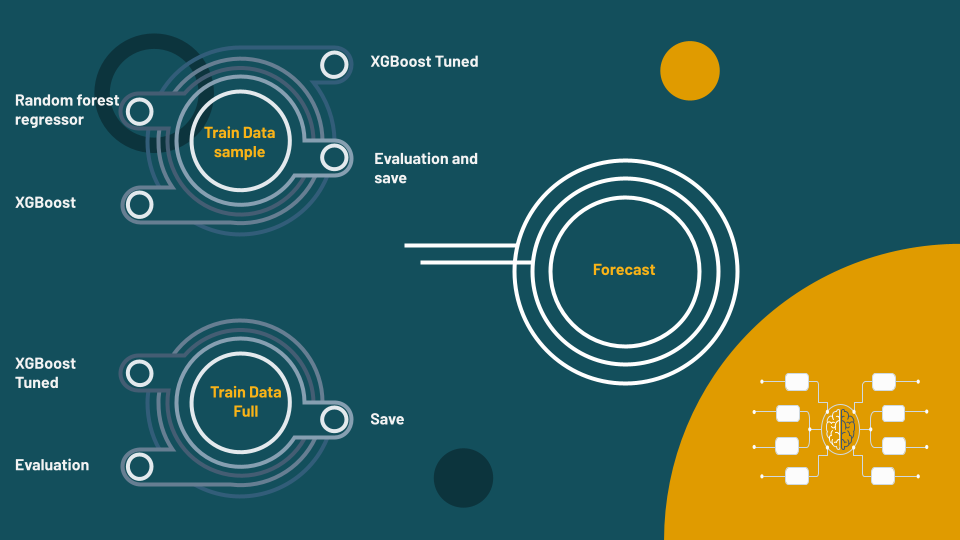 XGBoost Tuned
Random forest
regressor
Train Data
sample
Evaluation and
save
XGBoost
Forecast
XGBoost
Tuned
Train Data
Full
Save
Evaluation